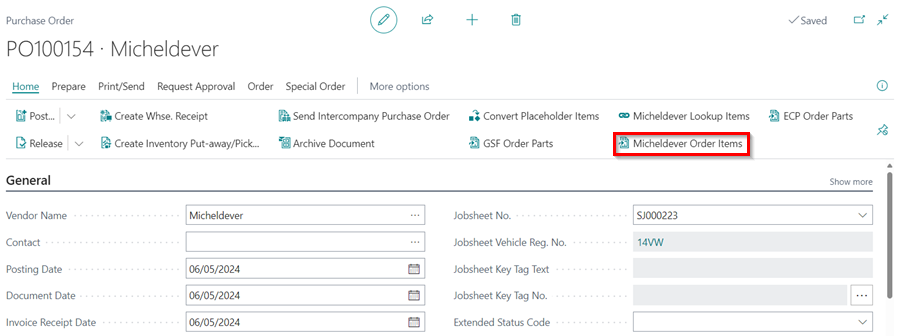 Purchase Order
Saved
PO100154 · Micheldever
Home Prepare Print/Send Request Approval Order Special Order More options
Post... Create Whse. Receipt Send Intercompany Purchase Order Convert Placeholder Items Micheldever Lookup Items ECP Order Parts
Release Create Inventory Put-away/Pick... Archive Document GSF Order Parts Micheldever Order Items
General Show more
Vendor Name Micheldever ... Jobsheet No. SJ000223
Contact ... Jobsheet Vehicle Reg. No. 14VW
Posting Date 06/05/2024 Jobsheet Key Tag Text
Document Date 06/05/2024 Jobsheet Key Tag No. ...
Invoice Receipt Date 06/05/2024 Extended Status Code